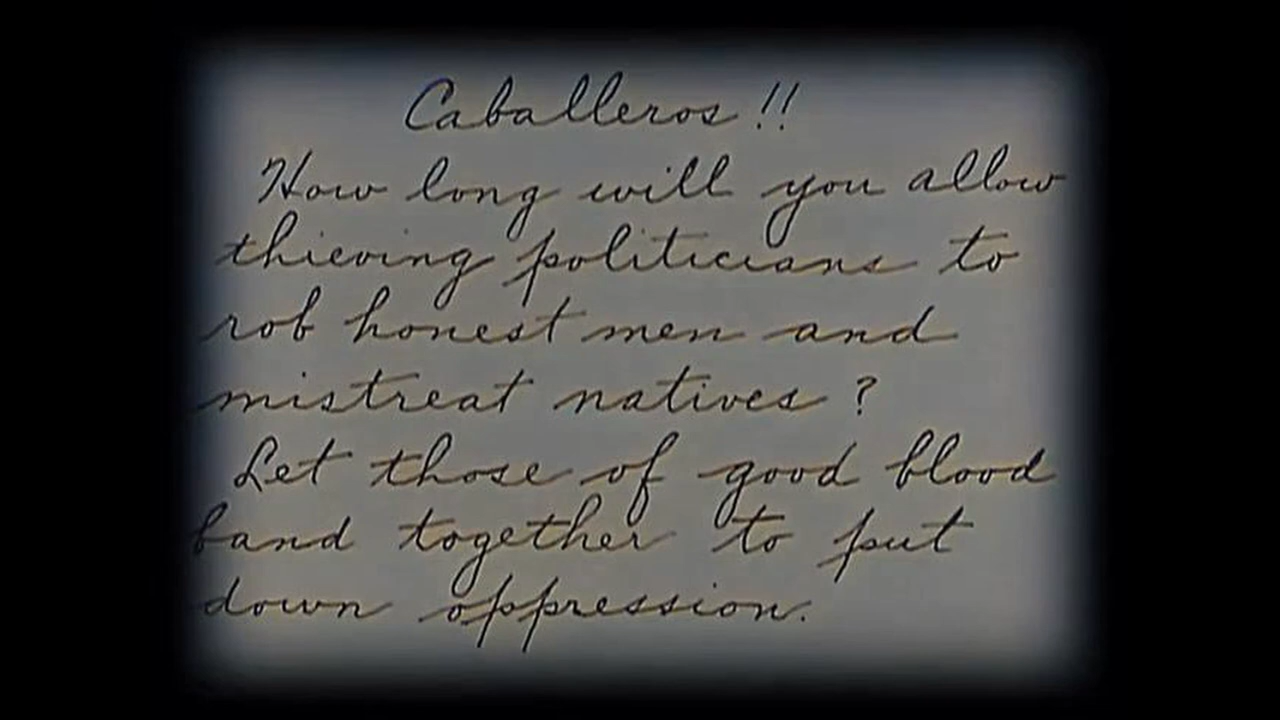 Caballeros !!
How long will you allow
thieving politicians to
rob honest men and
mistreat natives ?
Let those of good blood
band together to put
down oppression.